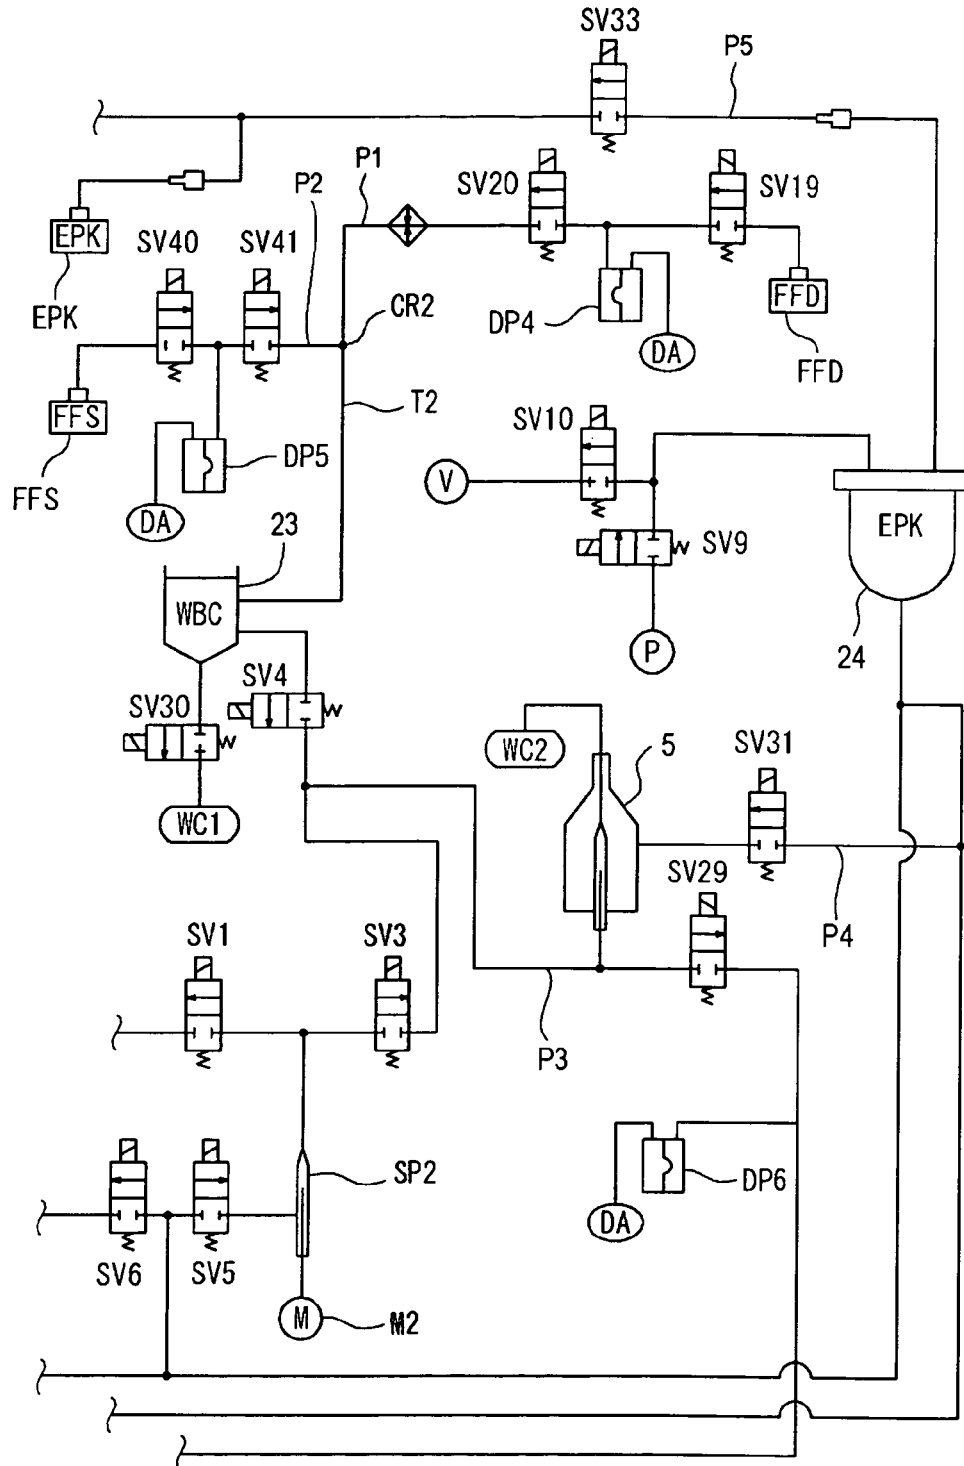 SV33
P5
P1
P2
SV20
SV19
EPK
SV40
SV41
EPK
CR2
DP4
DA
FFD
FFD
FFS
T2
SV10
FFS
DP5
DA
V
23
EPK
SV9
WBC
P
24
SV4
SV30
WC2
5
SV31
WC1
SV29
SV1
SV3
P4
P3
SP2
DP6
DA
SV6
SV5
M
M2